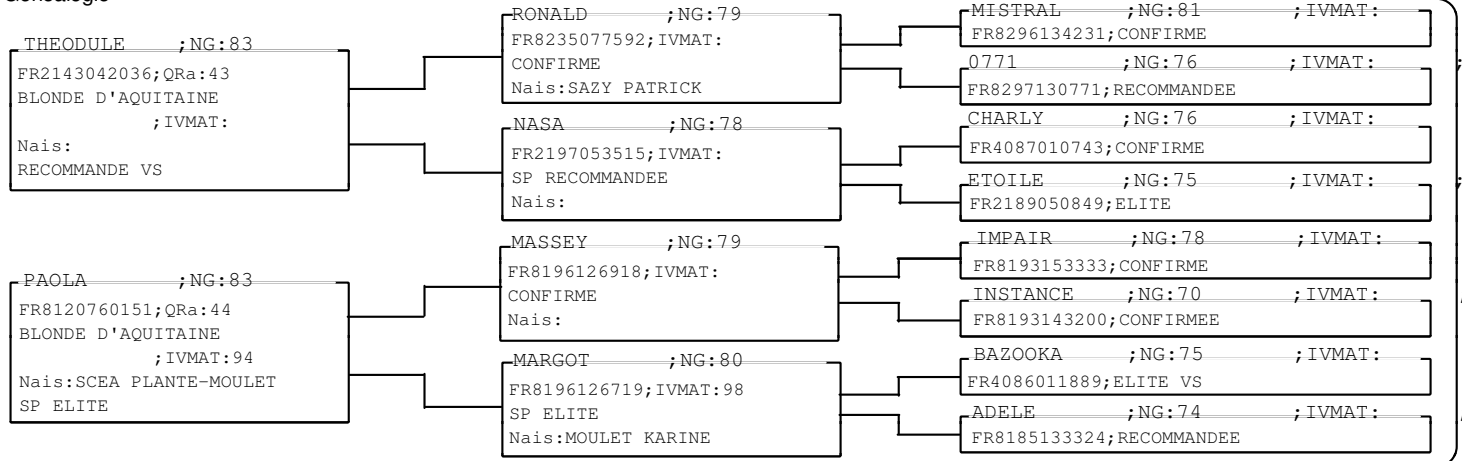 Généalogie
THEODULE ;NG:83
FR2143042036;QRa:43
BLONDE D'AQUITAINE
;IVMAT:
Nais:
RECOMMANDE VS
PAOLA ;NG:83
FR8120760151;QRa:44
BLONDE D'AQUITAINE
;IVMAT:94
Nais:SCEA PLANTE-MOULET
SP ELITE
RONALD ;NG:79
FR8235077592;IVMAT:
CONFIRME
Nais:SAZY PATRICK
NASA ;NG:78
FR2197053515;IVMAT:
SP RECOMMANDEE
Nais:
MASSEY ;NG:79
FR8196126918;IVMAT:
CONFIRME
Nais:
MARGOT ;NG:80
FR8196126719;IVMAT:98
SP ELITE
Nais:MOULET KARINE
MISTRAL ;NG:81 ;IVMAT:
FR8296134231;CONFIRME
0771 ;NG:76 ;IVMAT: ;
FR8297130771;RECOMMANDEE
CHARLY ;NG:76 ;IVMAT:
FR4087010743;CONFIRME
ETOILE ;NG:75 ;IVMAT: ;
FR2189050849;ELITE
IMPAIR ;NG:78 ;IVMAT:
FR8193153333;CONFIRME
INSTANCE ;NG:70 ;IVMAT:
FR8193143200;CONFIRMEE
BAZOOKA ;NG:75 ;IVMAT:
FR4086011889;ELITE VS
ADELE ;NG:74 ;IVMAT:
FR8185133324;RECOMMANDEE